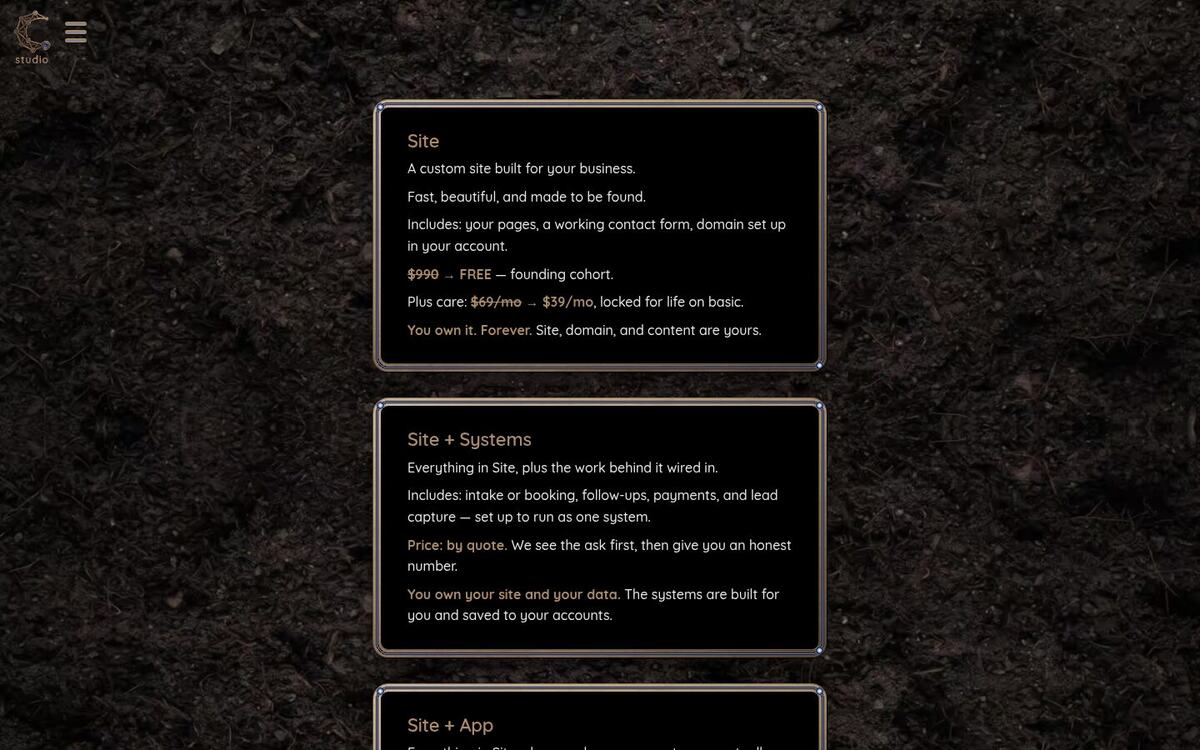 studio
Site
A custom site built for your business.
Fast, beautiful, and made to be found.
Includes: your pages, a working contact form, domain set up
in your account.
$990 → FREE — founding cohort.
Plus care: $69/mo → $39/mo, locked for life on basic.
You own it. Forever. Site, domain, and content are yours.
Site + Systems
Everything in Site, plus the work behind it wired in.
Includes: intake or booking, follow-ups, payments, and lead
capture — set up to run as one system.
Price: by quote. We see the ask first, then give you an honest
number.
You own your site and your data. The systems are built for
you and saved to your accounts.
Site + App